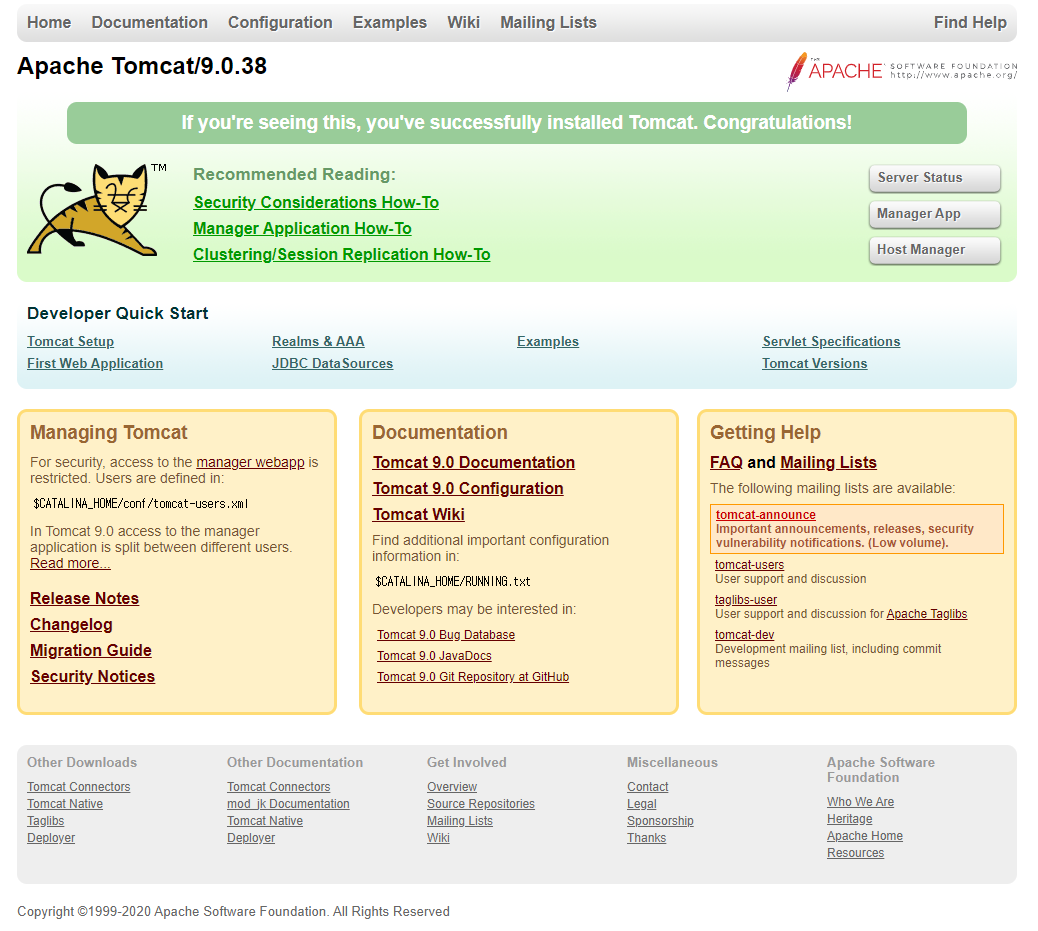 Home Documentation Configuration Examples Wiki Mailing Lists Find Help
Apache Tomcat/9.0.38
THE
APACHE
SOFTWARE FOUNDATION
http://www.apache.org/
If you're seeing this, you've successfully installed Tomcat. Congratulations!
TM
Recommended Reading:
Security Considerations How-To
Manager Application How-To
Clustering/Session Replication How-To
Server Status
Manager App
Host Manager
Developer Quick Start
Tomcat Setup
First Web Application
Realms & AAA
JDBC DataSources
Examples
Servlet Specifications
Tomcat Versions
Managing Tomcat
For security, access to the manager webapp is
restricted. Users are defined in:
$CATALINA_HOME/conf/tomcat-users.xml
In Tomcat 9.0 access to the manager
application is split between different users.
Read more...
Release Notes
Changelog
Migration Guide
Security Notices
Documentation
Tomcat 9.0 Documentation
Tomcat 9.0 Configuration
Tomcat Wiki
Find additional important configuration
information in:
$CATALINA_HOME/RUNNING.txt
Developers may be interested in:
Tomcat 9.0 Bug Database
Tomcat 9.0 JavaDocs
Tomcat 9.0 Git Repository at GitHub
Getting Help
FAQ and Mailing Lists
The following mailing lists are available:
tomcat-announce
Important announcements, releases, security
vulnerability notifications. (Low volume).
tomcat-users
User support and discussion
taglibs-user
User support and discussion for Apache Taglibs
tomcat-dev
Development mailing list, including commit
messages
Other Downloads
Tomcat Connectors
Tomcat Native
Taglibs
Deployer
Other Documentation
Tomcat Connectors
mod_jk Documentation
Tomcat Native
Deployer
Get Involved
Overview
Source Repositories
Mailing Lists
Wiki
Miscellaneous
Contact
Legal
Sponsorship
Thanks
Apache Software
Foundation
Who We Are
Heritage
Apache Home
Resources
Copyright ©1999-2020 Apache Software Foundation. All Rights Reserved